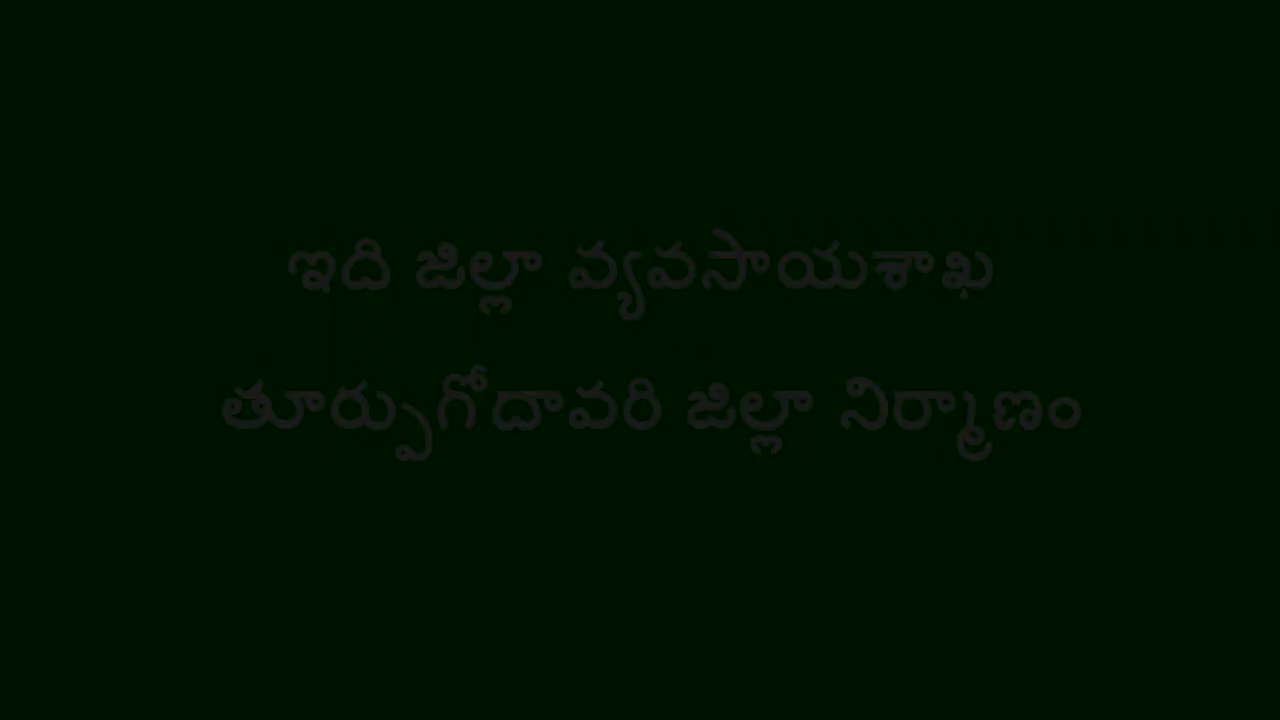 ఇది జిల్లా వ్యవసాయశాఖ
తూర్పుగోదావరి జిల్లా నిర్మాణం